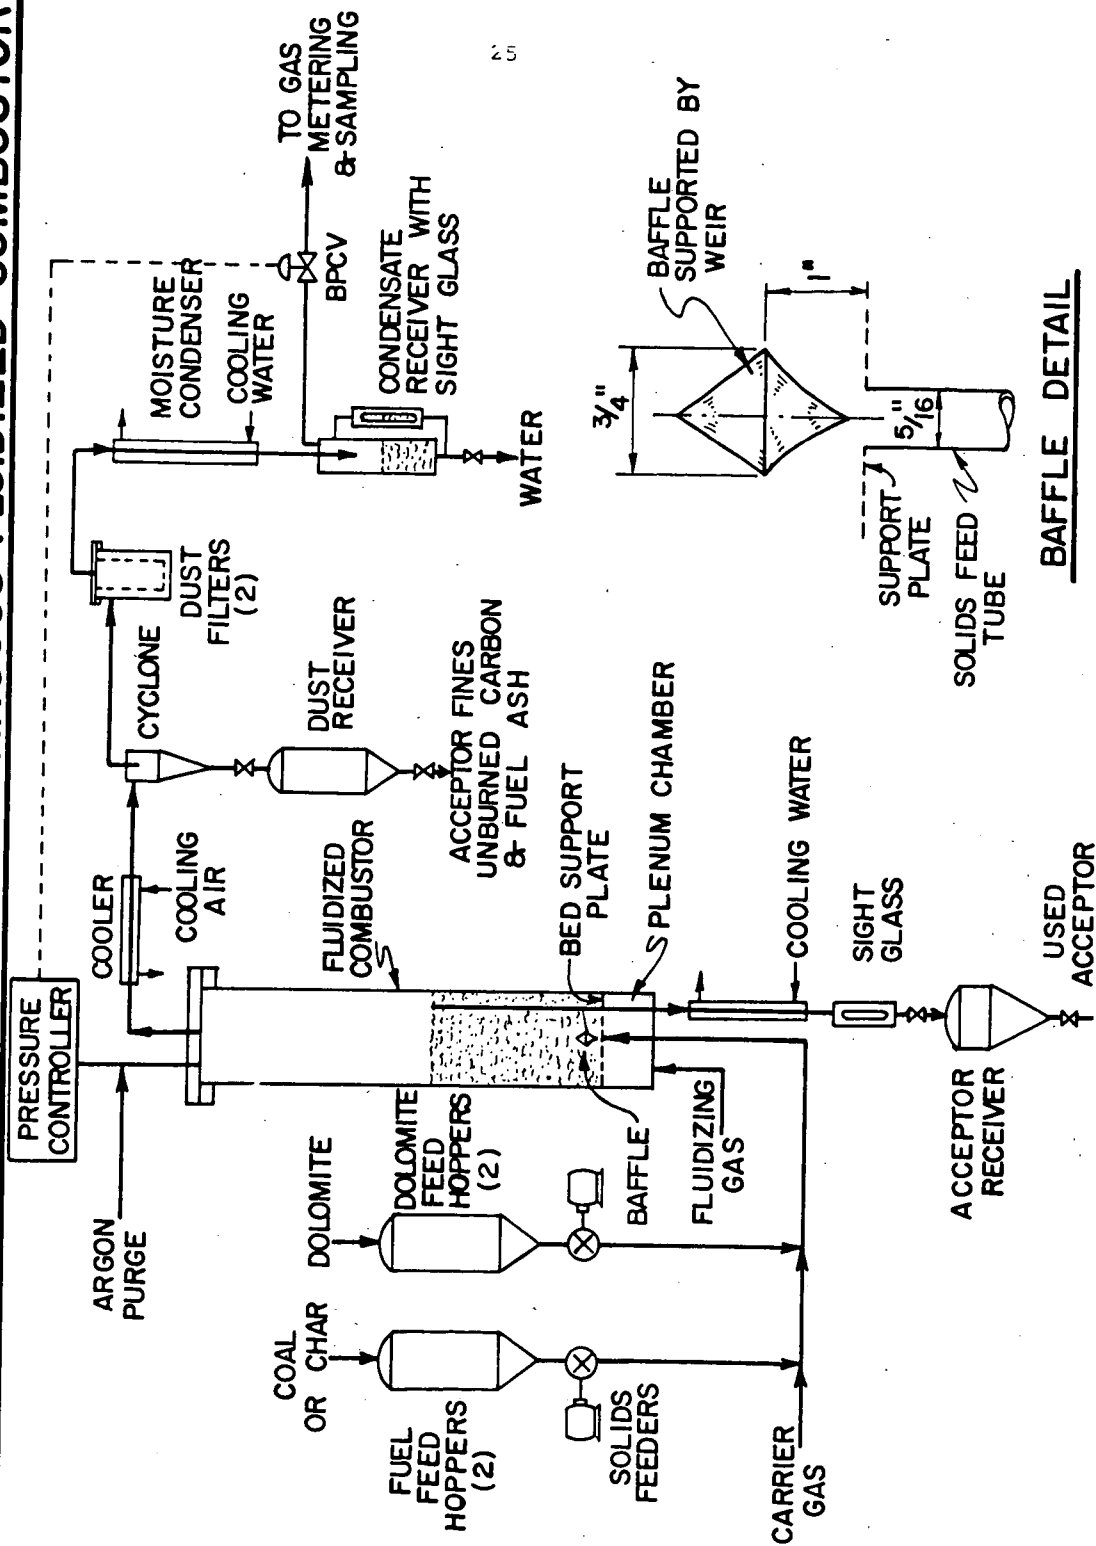 FLUIDIZED COMBUSTOR
25
PRESSURE
CONTROLLER
ARGON
PURGE
COOLER
COOLING
AIR
CYCLONE
DUST
FILTERS
(2)
MOISTURE
CONDENSER
COOLING
WATER
TO GAS
METERING
& SAMPLING
BPCV
CONDENSATE
RECEIVER WITH
SIGHT GLASS
WATER
DUST
RECEIVER
ACCEPTOR FINES
UNBURNED CARBON
& FUEL ASH
FLUIDIZED
COMBUSTOR
COAL
OR CHAR
DOLOMITE
FUEL
FEED
HOPPERS
(2)
DOLOMITE
FEED
HOPPERS
(2)
SOLIDS
FEEDERS
BAFFLE
FLUIDIZING
GAS
BED SUPPORT
PLATE
PLENUM CHAMBER
COOLING WATER
SIGHT
GLASS
CARRIER
GAS
ACCEPTOR
RECEIVER
USED
ACCEPTOR
3/4"
BAFFLE
SUPPORTED BY
WEIR
1"
5/16"
SUPPORT
PLATE
SOLIDS FEED
TUBE
BAFFLE DETAIL